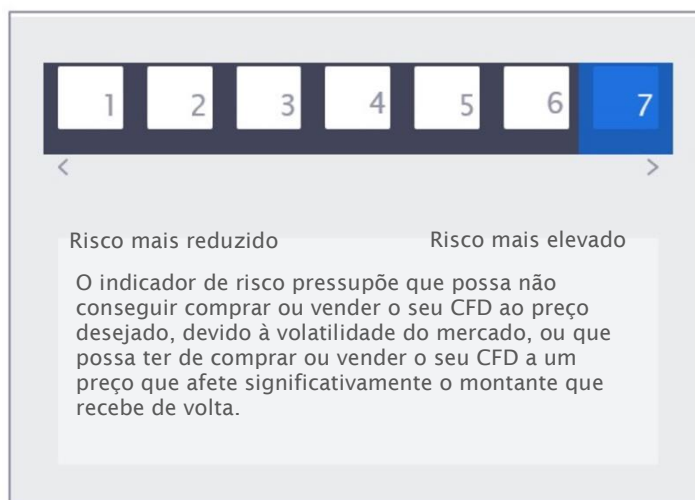 1 2 3 4 5 6 7
< >
Risco mais reduzido Risco mais elevado
O indicador de risco pressupõe que possa não
conseguir comprar ou vender o seu CFD ao preço
desejado, devido à volatilidade do mercado, ou que
possa ter de comprar ou vender o seu CFD a um
preço que afete significativamente o montante que
recebe de volta.